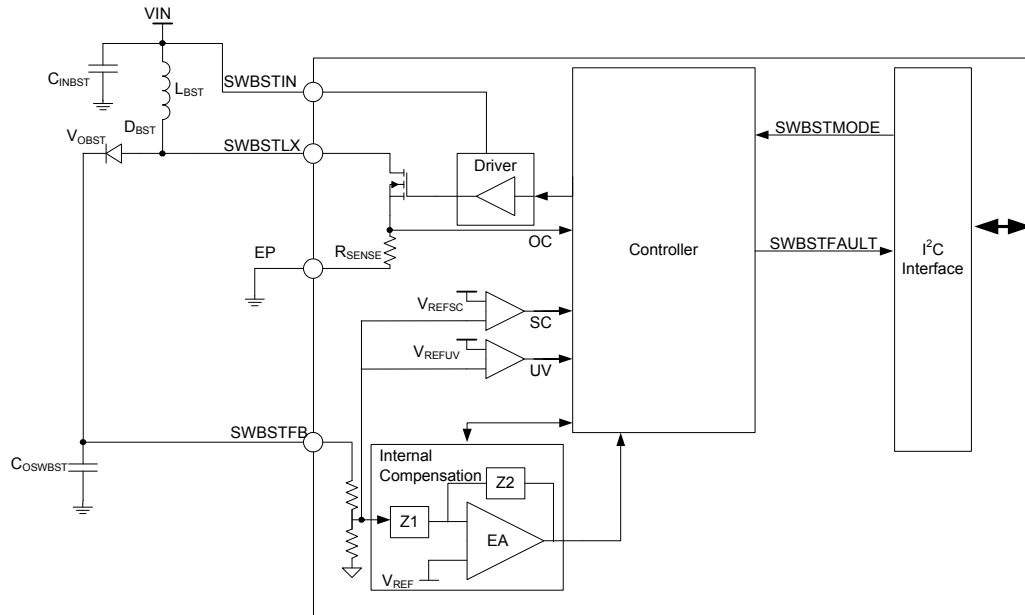 VIN
CINBST
LBST
SWBSTIN
DBST
VOBST
SWBSTLX
Driver
SWBSTMODE
OC
Controller
SWBSTFAULT
I2C
Interface
EP
RSENSE
VREFSC
SC
VREFUV
UV
SWBSTFB
COSWBST
Internal
Compensation
Z2
Z1
EA
VREF